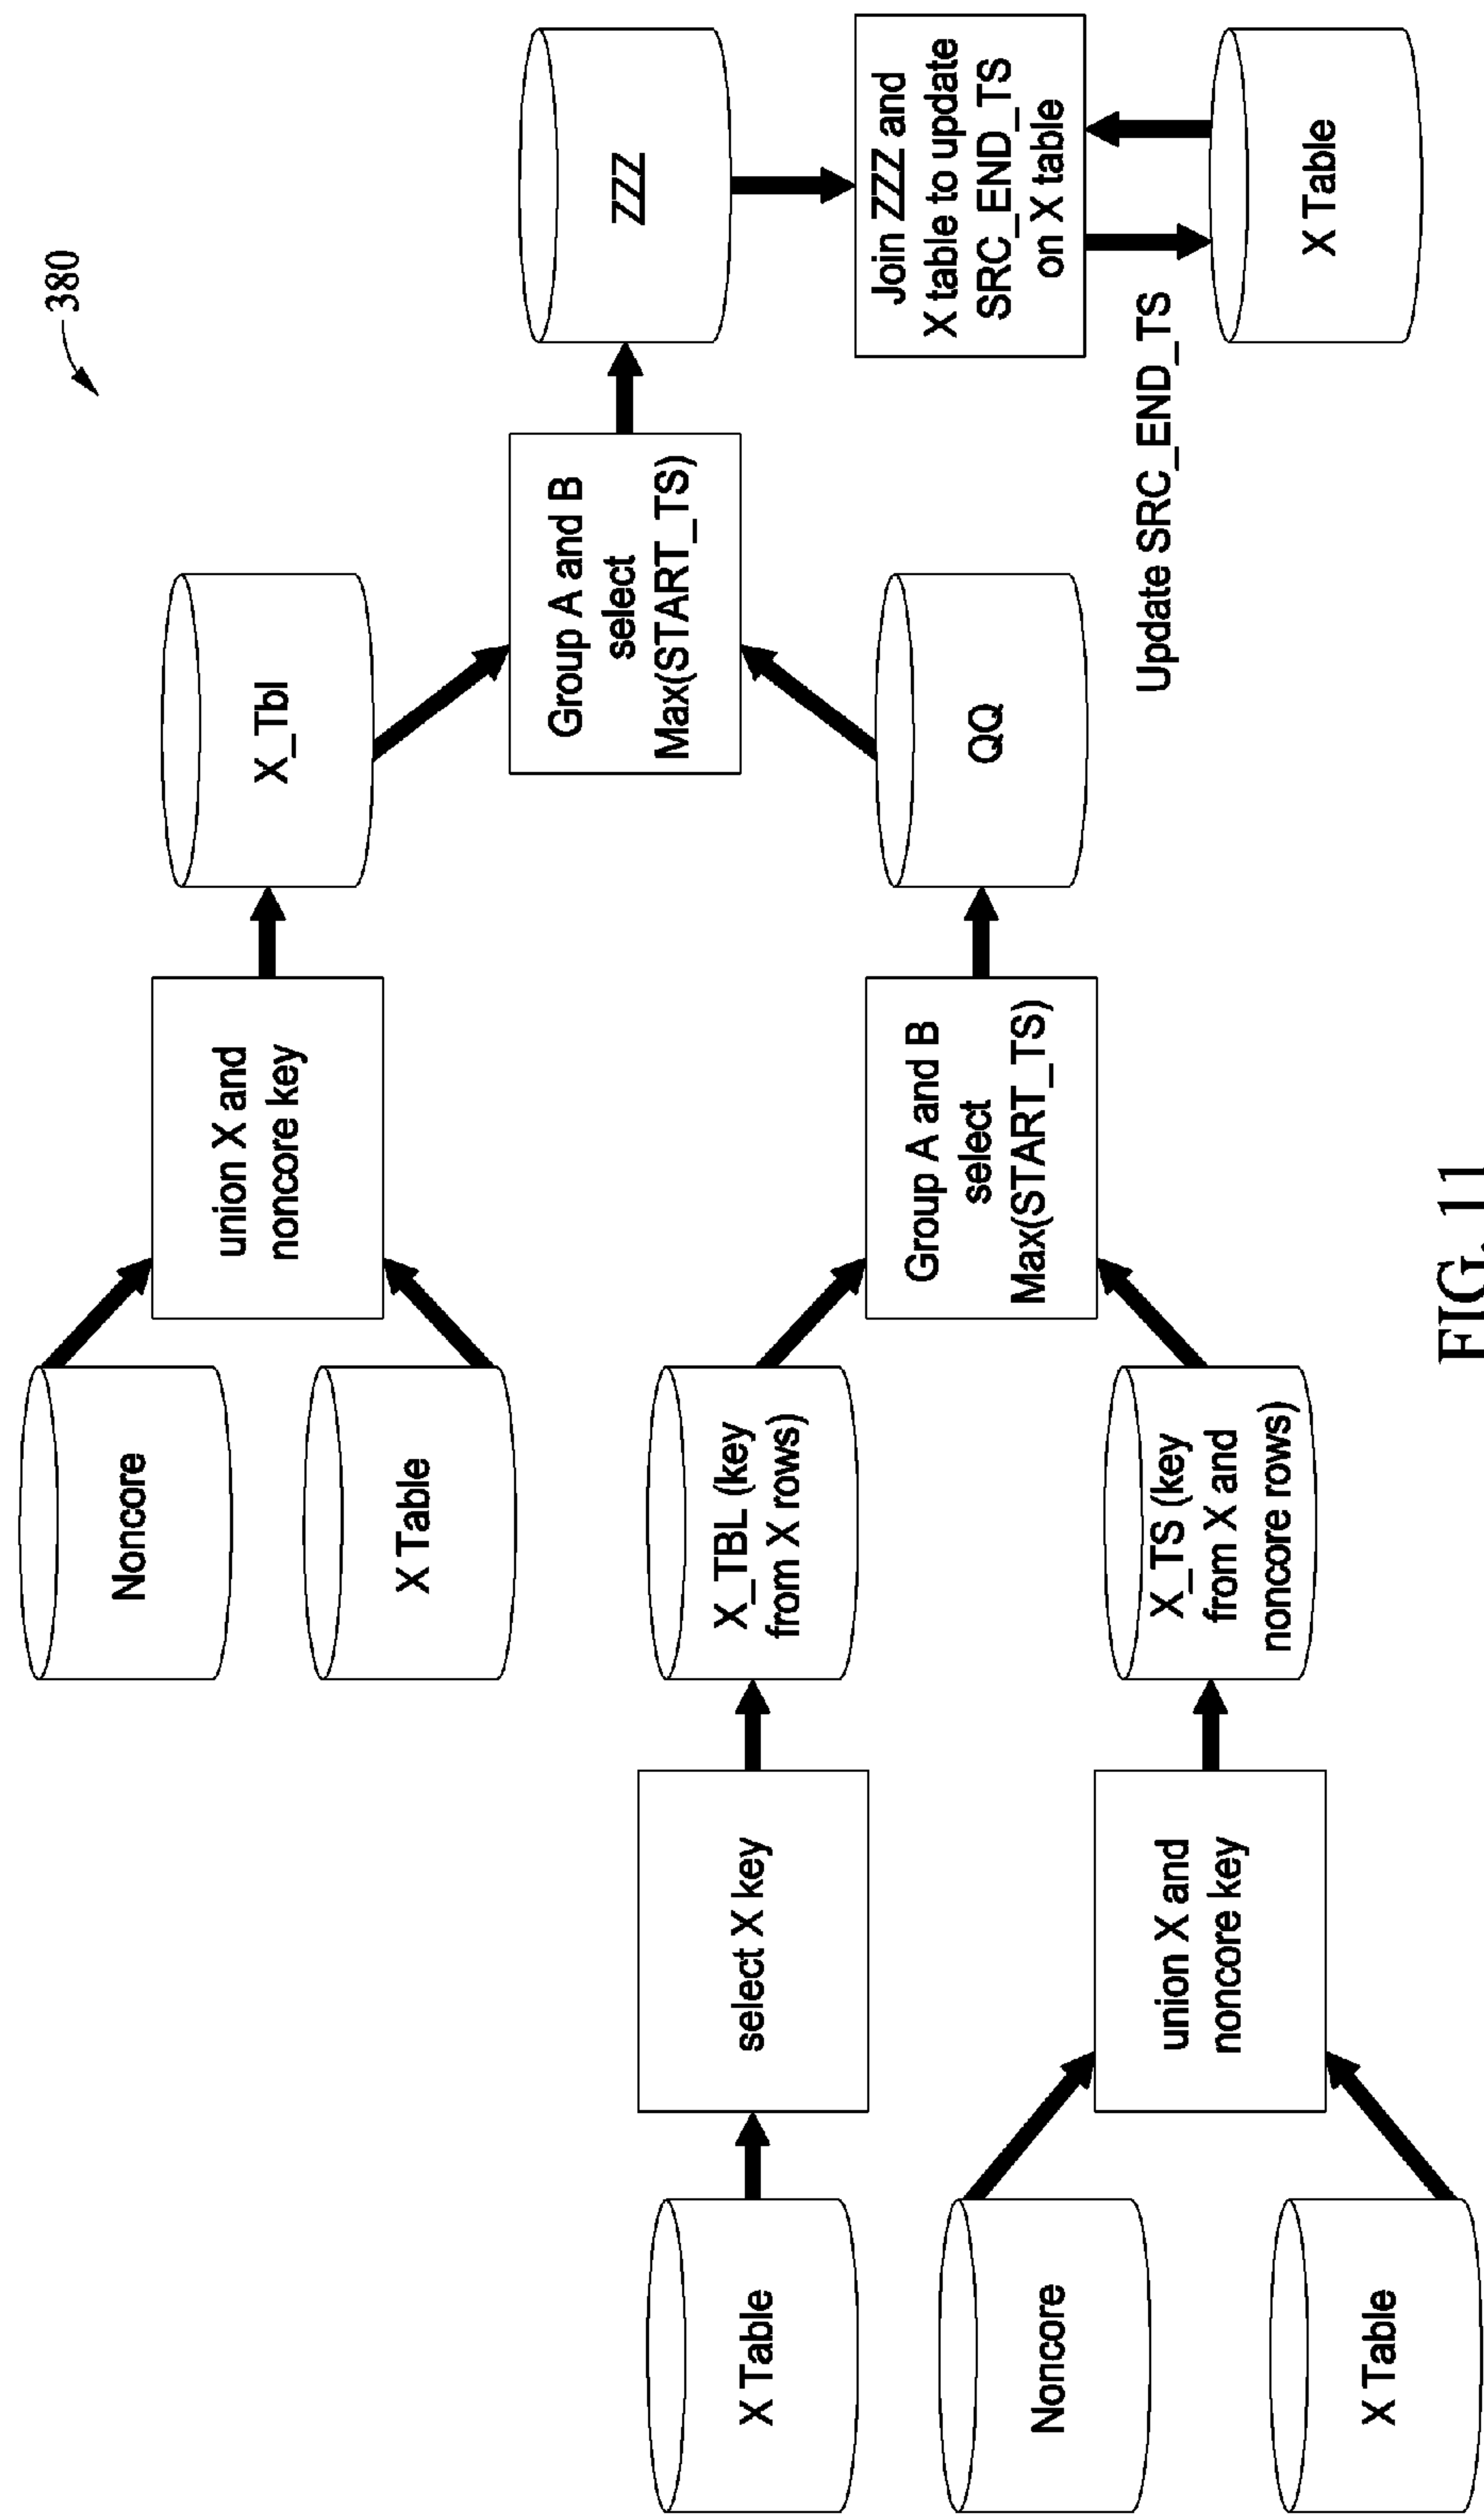 380
Noncore
X Table
union X and
noncore key
X_Tbl
X Table
select X key
X_TBL (key
from X rows)
Noncore
X Table
union X and
noncore key
X_TS (key
from X and
noncore rows)
Group A and B
select
Max(START_TS)
QQ
Group A and B
select
Max(START_TS)
ZZZ
Join ZZZ and
X table to update
SRC_END_TS
on X table
Update SRC_END_TS
X Table
FIG. 11